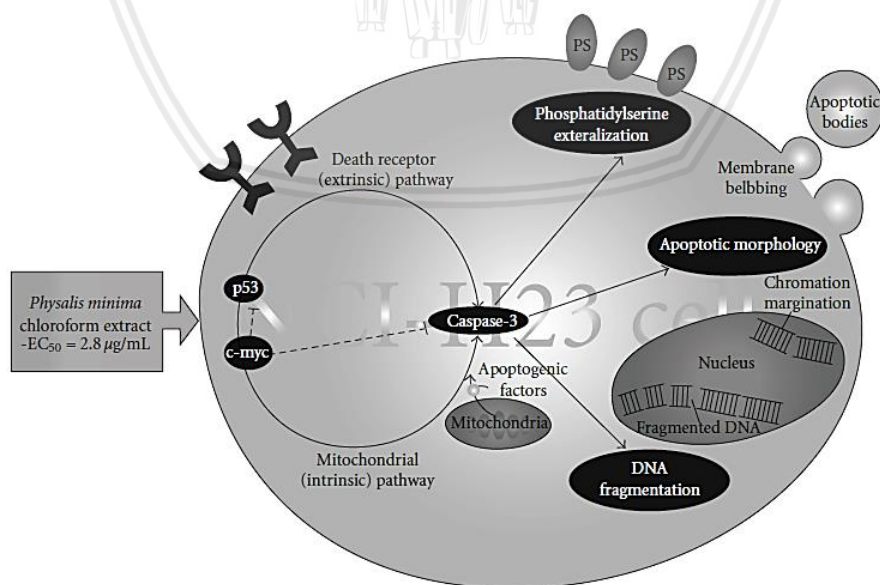 PS
PS
PS
Phosphatidylserine
exteralization
Apoptotic
bodies
Death receptor
(extrinsic) pathway
Membrane
belbbing
Apoptotic morphology
p53
Physalis minima
chloroform extract
-EC50 = 2.8 μg/mL
CI-H23 cell
Caspase-3
Chromation
margination
c-myc
Nucleus
Apoptogenic
factors
Mitochondria
Fragmented DNA
Mitochondrial
(intrinsic) pathway
DNA
fragmentation